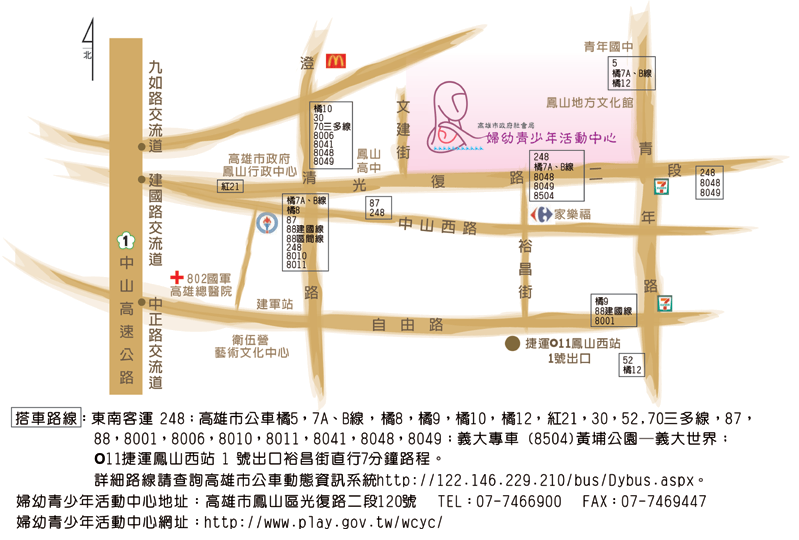 北
九如路交流道
建國路交流道
中正路交流道
1
中山高速公路
澄
清
路
橘10
30
70三多線
8006
8041
8048
8049
高雄市政府
鳳山行政中心
鳳山
高中
文建街
高雄市政府社會局
婦幼青少年活動中心
青年國中
5
橘7A、B線
橘12
鳳山地方文化館
青年路
光復路二段
248
橘7A、B線
8048
8049
8504
248
8048
8049
紅21
橘7A、B線
橘8
87
88建國線
88區間線
248
8010
8011
87
248
中山西路
家樂福
裕昌街
802國軍
高雄總醫院
建軍站
衛伍營
藝術文化中心
自由路
橘9
88建國線
8001
捷運O11鳳山西站
1號出口
52
橘12
搭車路線：東南客運 248；高雄市公車橘5，7A、B線，橘8，橘9，橘10，橘12，紅21，30，52,70三多線，87，
88，8001，8006，8010，8011，8041，8048，8049；義大專車 (8504)黃埔公園─義大世界；
O11捷運鳳山西站 1 號出口裕昌街直行7分鐘路程。
詳細路線請查詢高雄市公車動態資訊系統http://122.146.229.210/bus/Dybus.aspx。
婦幼青少年活動中心地址：高雄市鳳山區光復路二段120號 TEL：07-7466900 FAX：07-7469447
婦幼青少年活動中心網址：http://www.play.gov.tw/wcyc/